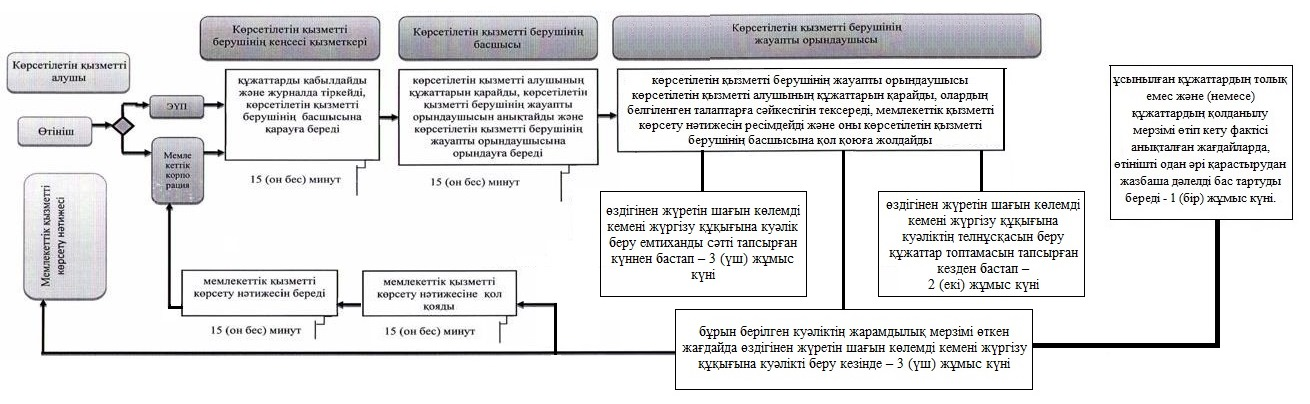 Көрсетілетін қызметті
алушы
Өтініш
ЭҮП
Мемле
кеттік
корпо
рация
Мемлекеттік қызметті
көрсету нәтижесі
Көрсетілетін қызметті
берушінің кеңсесі қызметкері
құжаттарды қабылдайды
және журналда тіркейді,
көрсетілетін қызметті
берушінің басшысына
қарауға береді
15 (он бес) минут
Көрсетілетін қызметті берушінің
басшысы
көрсетілетін қызметті алушының
құжаттарын қарайды, көрсетілетін
қызметті берушінің жауапты
орындаушысын анықтайды және
көрсетілетін қызметті берушінің
жауапты орындаушысына
орындауға береді
15 (он бес) минут
Көрсетілетін қызметті берушінің
жауапты орындаушысы
көрсетілетін қызметті берушінің жауапты орындаушысы
көрсетілетін қызметті алушының құжаттарын қарайды, олардың
белгіленген талаптарға сәйкестігін тексереді, мемлекеттік қызметті
көрсету нәтижесін ресімдейді және оны көрсетілетін қызметті
берушінің басшысына қол қоюға жолдайды
ұсынылған құжаттардың толық
емес және (немесе)
құжаттардың қолданылу
мерзімі өтіп кету фактісі
анықталған жағдайларда,
өтінішті одан әрі қарастырудан
жазбаша дәлелді бас тартуды
береді - 1 (бір) жұмыс күні.
өздігінен жүретін шағын көлемді
кемені жүргізу құқығына куәлік
беру емтиханды сәтті тапсырған
күннен бастап – 3 (үш) жұмыс
күні
өздігінен жүретін шағын көлемді
кемені жүргізу құқығына
куәліктің телнұсқасын беру
құжаттар топтамасын тапсырған
кезден бастап –
2 (екі) жұмыс күні
мемлекеттік қызметті
көрсету нәтижесін береді
15 (он бес) минут
мемлекеттік қызметті
көрсету нәтижесіне қол
қояды
15 (он бес) минут
бұрын берілген куәліктің жарамдылық мерзімі өткен
жағдайда өздігінен жүретін шағын көлемді кемені жүргізу
құқығына куәлікті беру кезінде – 3 (үш) жұмыс күні